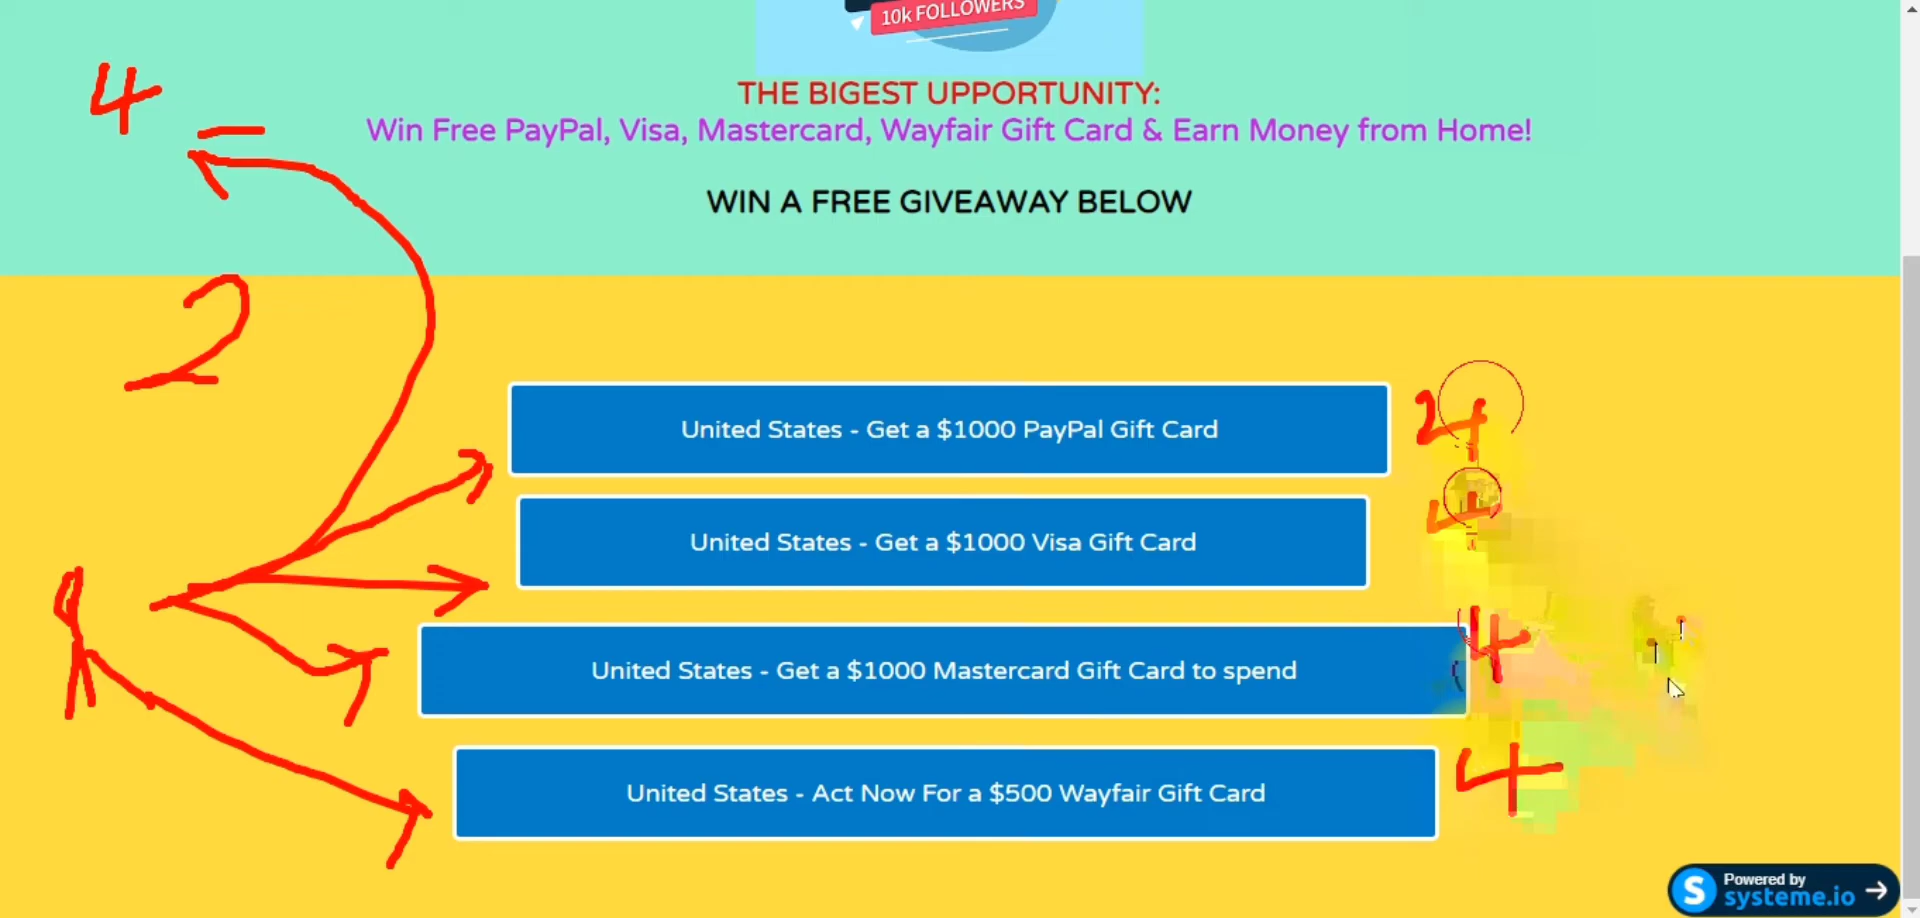 10k FOLLOWERS
4
THE BIGEST UPPORTUNITY:
Win Free PayPal, Visa, Mastercard, Wayfair Gift Card & Earn Money from Home!
WIN A FREE GIVEAWAY BELOW
2
United States - Get a $1000 PayPal Gift Card
4
United States - Get a $1000 Visa Gift Card
4
United States - Get a $1000 Mastercard Gift Card to spend
4
United States - Act Now For a $500 Wayfair Gift Card
4
Powered by
systeme.io